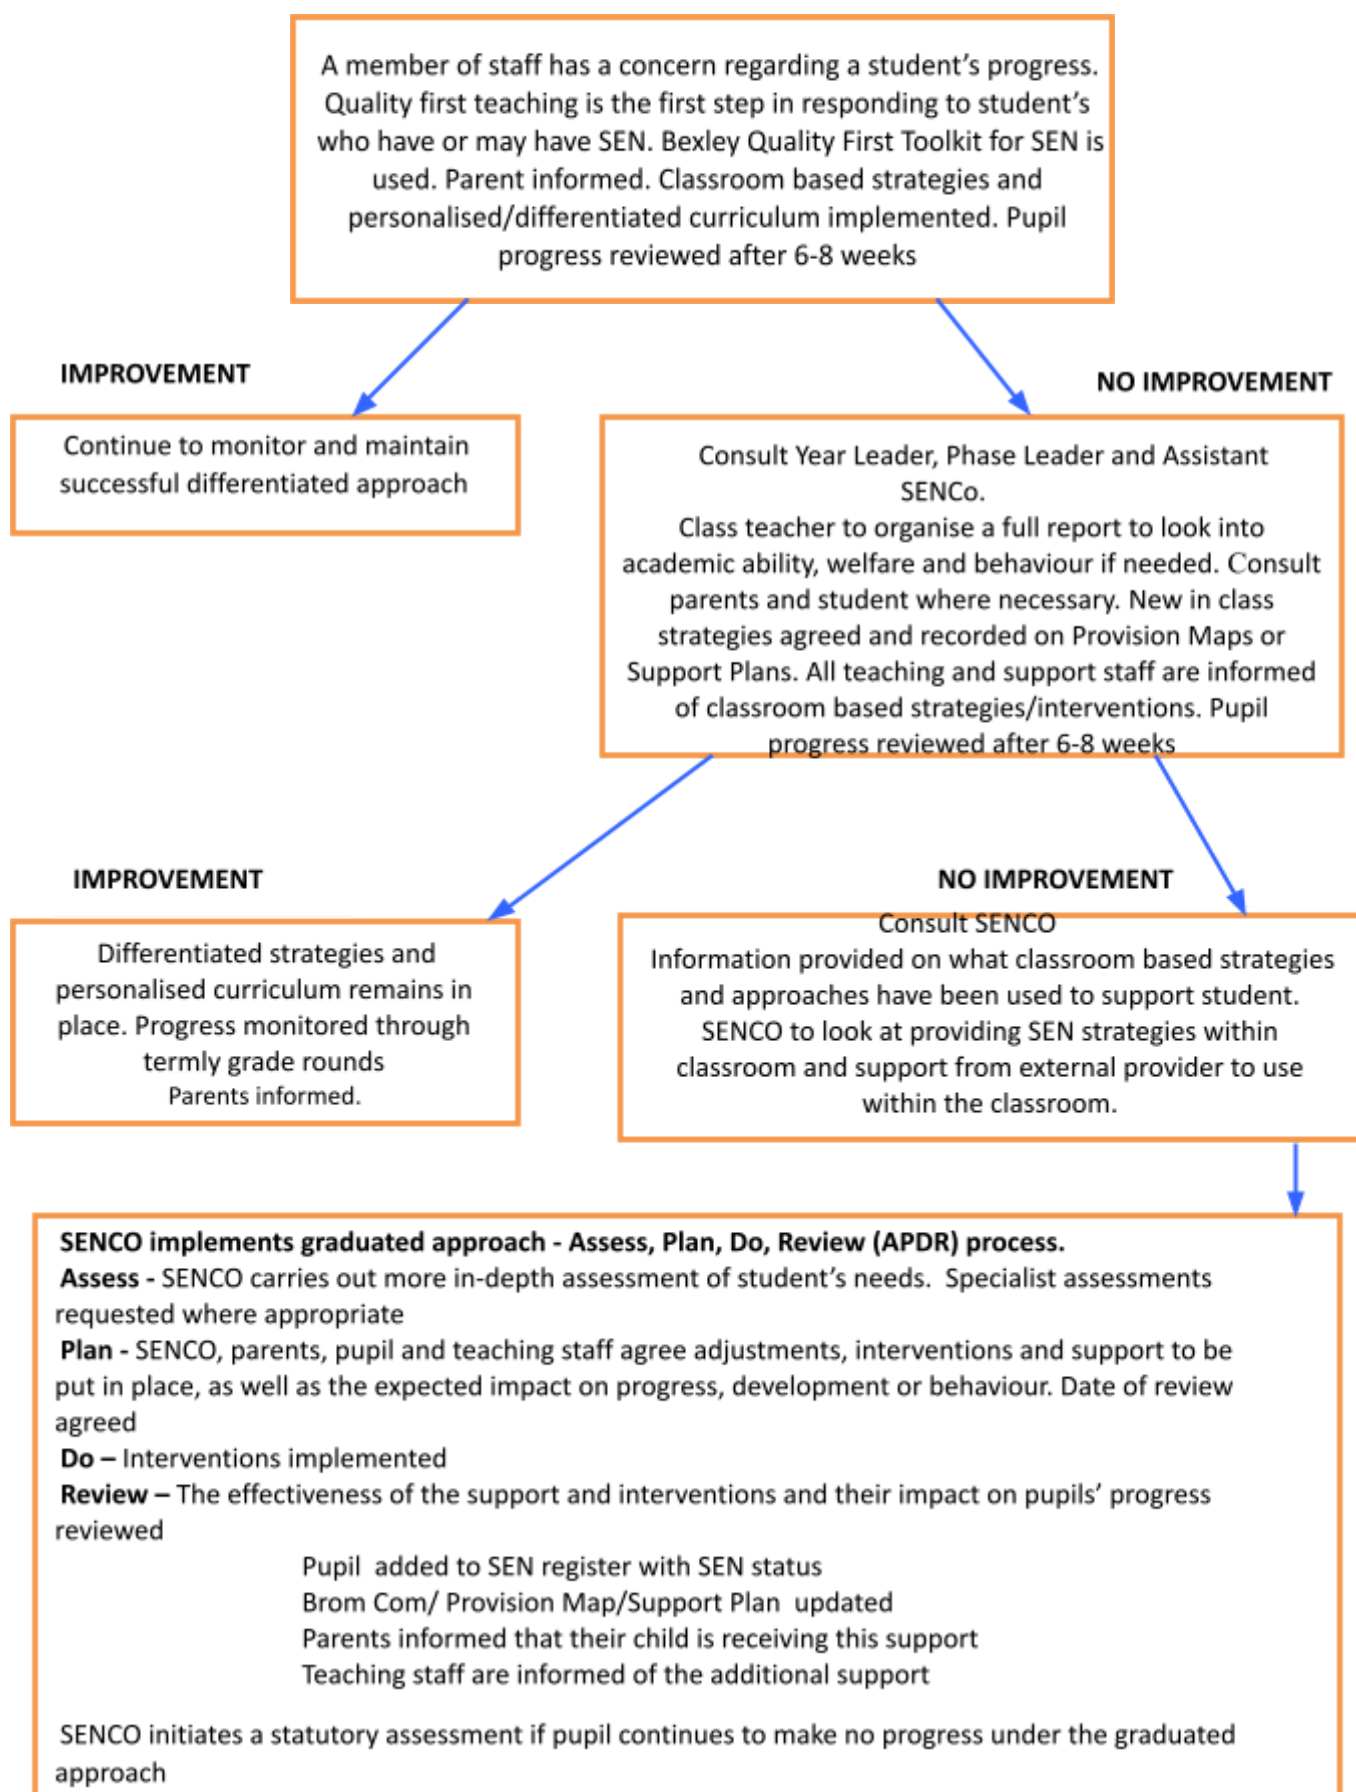 A member of staff has a concern regarding a student’s progress.
Quality first teaching is the first step in responding to student’s
who have or may have SEN. Bexley Quality First Toolkit for SEN is
used. Parent informed. Classroom based strategies and
personalised/differentiated curriculum implemented. Pupil
progress reviewed after 6-8 weeks
IMPROVEMENT
NO IMPROVEMENT
Continue to monitor and maintain
successful differentiated approach
Consult Year Leader, Phase Leader and Assistant
SENCo.
Class teacher to organise a full report to look into
academic ability, welfare and behaviour if needed. Consult
parents and student where necessary. New in class
strategies agreed and recorded on Provision Maps or
Support Plans. All teaching and support staff are informed
of classroom based strategies/interventions. Pupil
progress reviewed after 6-8 weeks
IMPROVEMENT
NO IMPROVEMENT
Differentiated strategies and
personalised curriculum remains in
place. Progress monitored through
termly grade rounds
Parents informed.
Consult SENCO
Information provided on what classroom based strategies
and approaches have been used to support student.
SENCO to look at providing SEN strategies within
classroom and support from external provider to use
within the classroom.
SENCO implements graduated approach - Assess, Plan, Do, Review (APDR) process.
Assess - SENCO carries out more in-depth assessment of student’s needs.  Specialist assessments
requested where appropriate
Plan - SENCO, parents, pupil and teaching staff agree adjustments, interventions and support to be
put in place, as well as the expected impact on progress, development or behaviour. Date of review
agreed
Do – Interventions implemented
Review – The effectiveness of the support and interventions and their impact on pupils’ progress
reviewed
Pupil  added to SEN register with SEN status
Brom Com/ Provision Map/Support Plan  updated
Parents informed that their child is receiving this support
Teaching staff are informed of the additional support
SENCO initiates a statutory assessment if pupil continues to make no progress under the graduated
approach